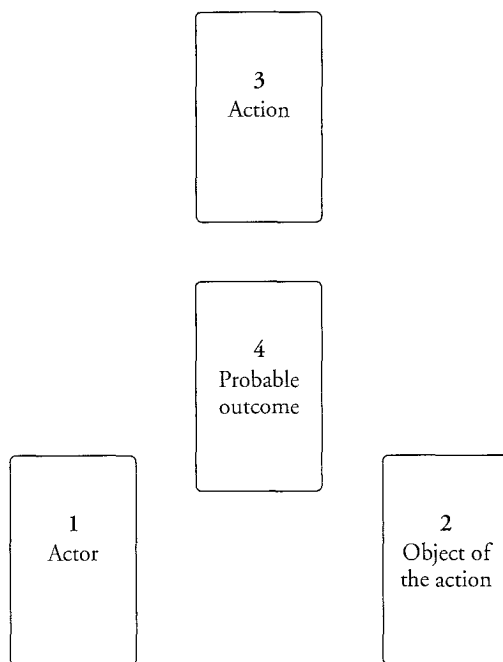 3
Action
4
Probable
outcome
1
Actor
2
Object of
the action